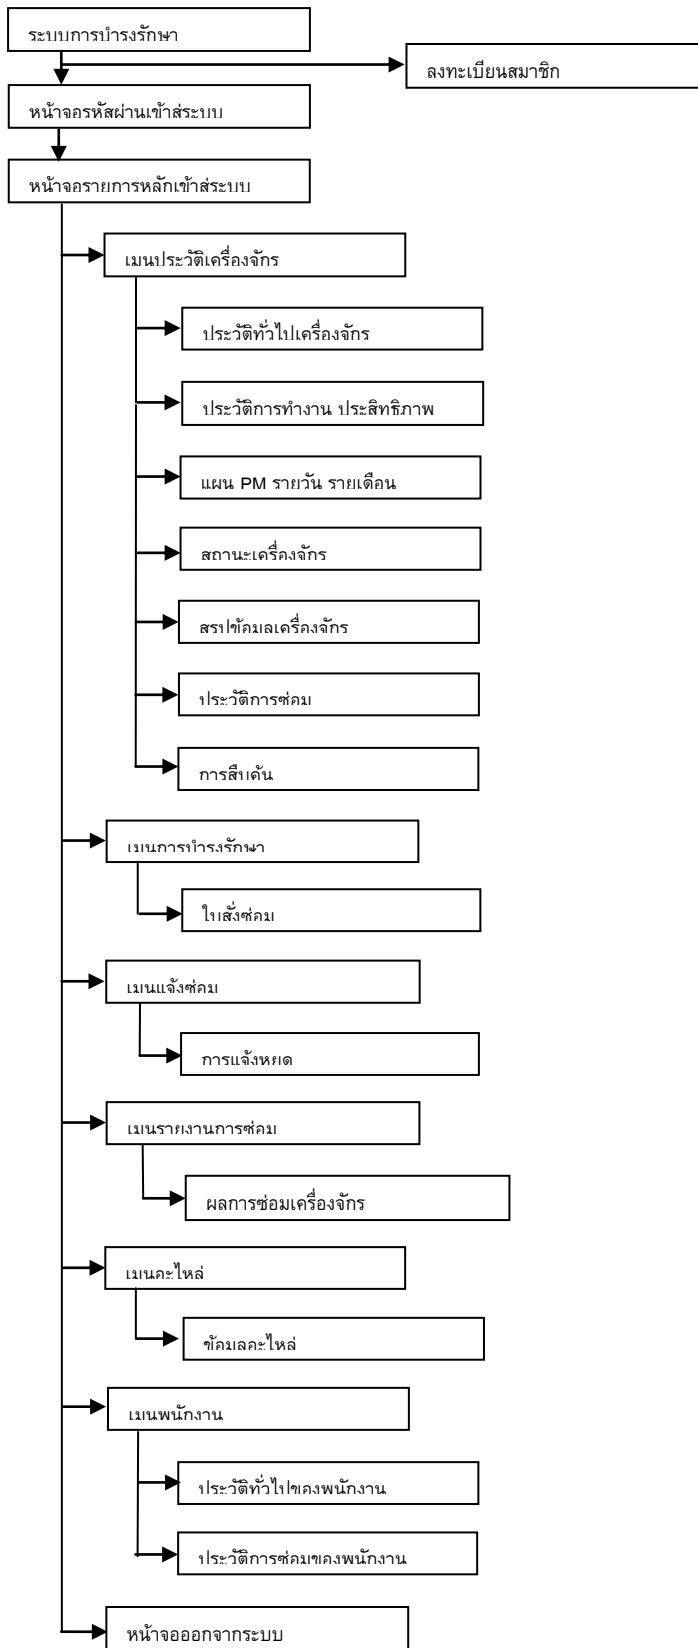 ระบบการบำรงรักษา
ลงทะเบียนสมาชิก
หน้าจอรหัสผ่านเข้าส่ระบบ
หน้าจอรายการหลักเข้าส่ระบบ
เมนประวัติเครื่องจักร
ประวัติทั่วไปเครื่องจักร
ประวัติการทำงาน ประสิทธิภาพ
แผน PM รายวัน รายเดือน
สถานะเครื่องจักร
สรปข้อมลเครื่องจักร
ประวัติการซ่อม
การสืบค้น
เมนการบำรงรักษา
ใบสั่งซ่อม
เมนแจ้งซ่อม
การแจ้งหยด
เมนรายงานการซ่อม
ผลการซ่อมเครื่องจักร
เมนอะไหล่
ข้อมลอะไหล่
เมนพนักงาน
ประวัติทั่วไปของพนักงาน
ประวัติการซ่อมของพนักงาน
หน้าจอออกจากระบบ